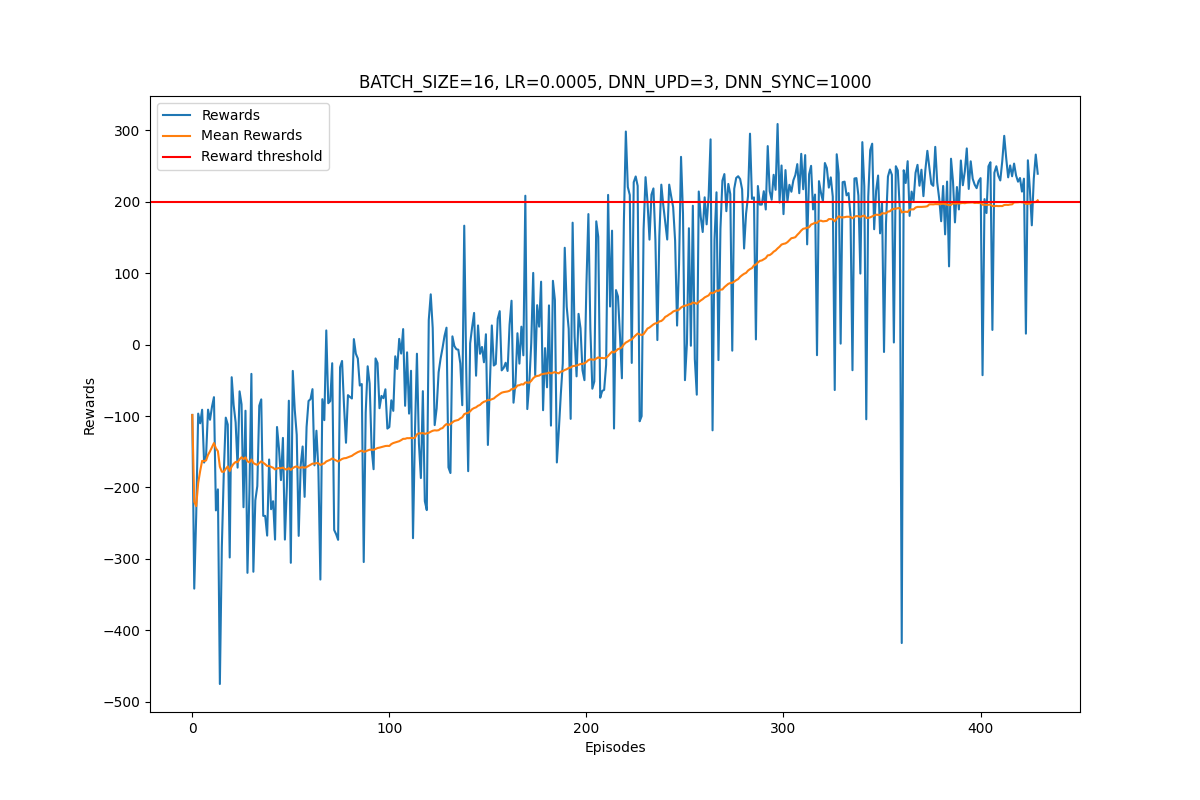 BATCH_SIZE=16, LR=0.0005, DNN_UPD=3, DNN_SYNC=1000
Rewards
Mean Rewards
Reward threshold
300
200
100
0
−100
−200
−300
−400
−500
Rewards
0
100
200
300
400
Episodes